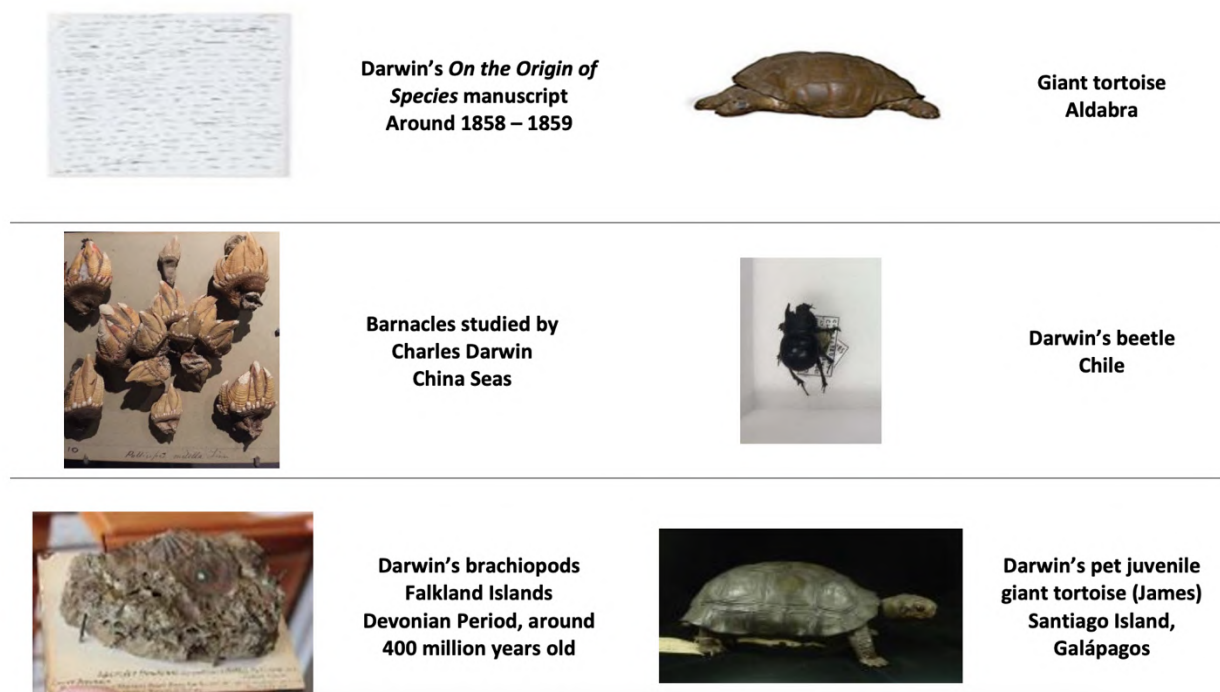 Darwin's On the Origin of
Species manuscript
Around 1858 – 1859
Giant tortoise
Aldabra
Barnacles studied by
Charles Darwin
China Seas
Darwin's beetle
Chile
Darwin's brachiopods
Falkland Islands
Devonian Period, around
400 million years old
Darwin's pet juvenile
giant tortoise (James)
Santiago Island,
Galápagos